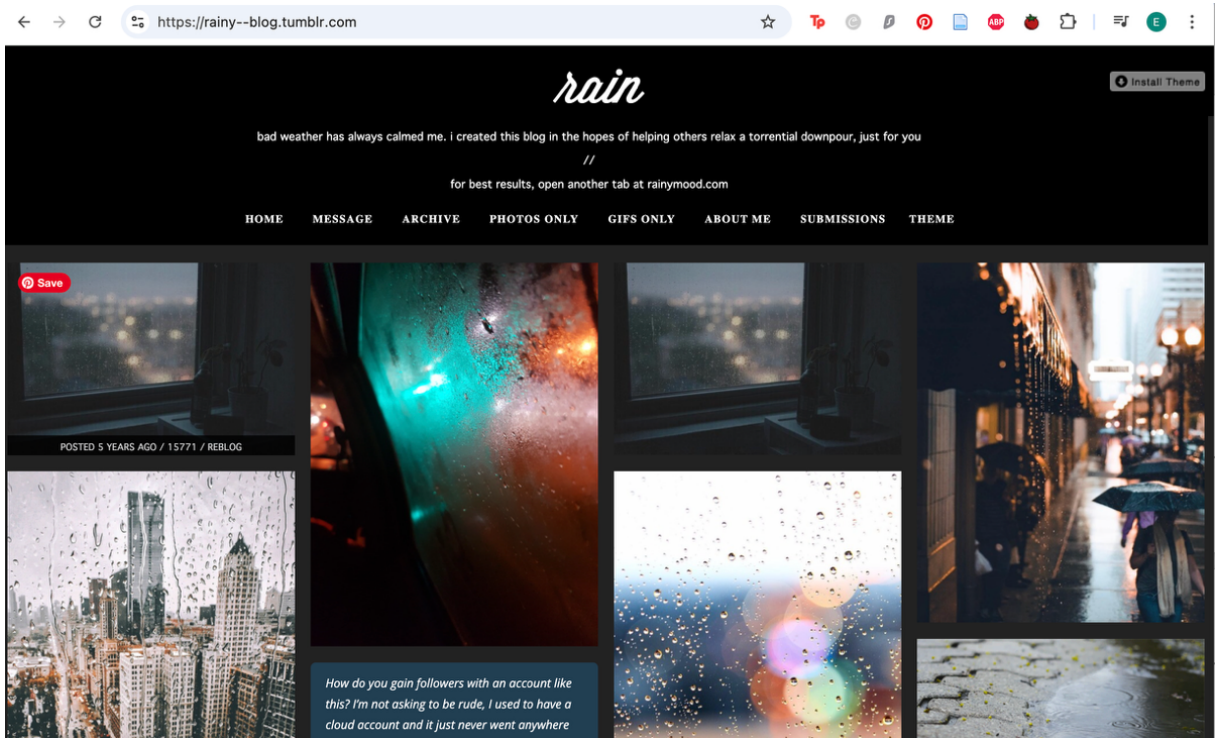 https://rainy--blog.tumblr.com
Tp
ABP
E
rain
Install Theme
bad weather has always calmed me. i created this blog in the hopes of helping others relax a torrential downpour, just for you
//
for best results, open another tab at rainymood.com
HOME MESSAGE ARCHIVE PHOTOS ONLY GIFS ONLY ABOUT ME SUBMISSIONS THEME
Save
POSTED 5 YEARS AGO / 15771 / REBLOG
How do you gain followers with an account like
this? I'm not asking to be rude, I used to have a
cloud account and it just never went anywhere